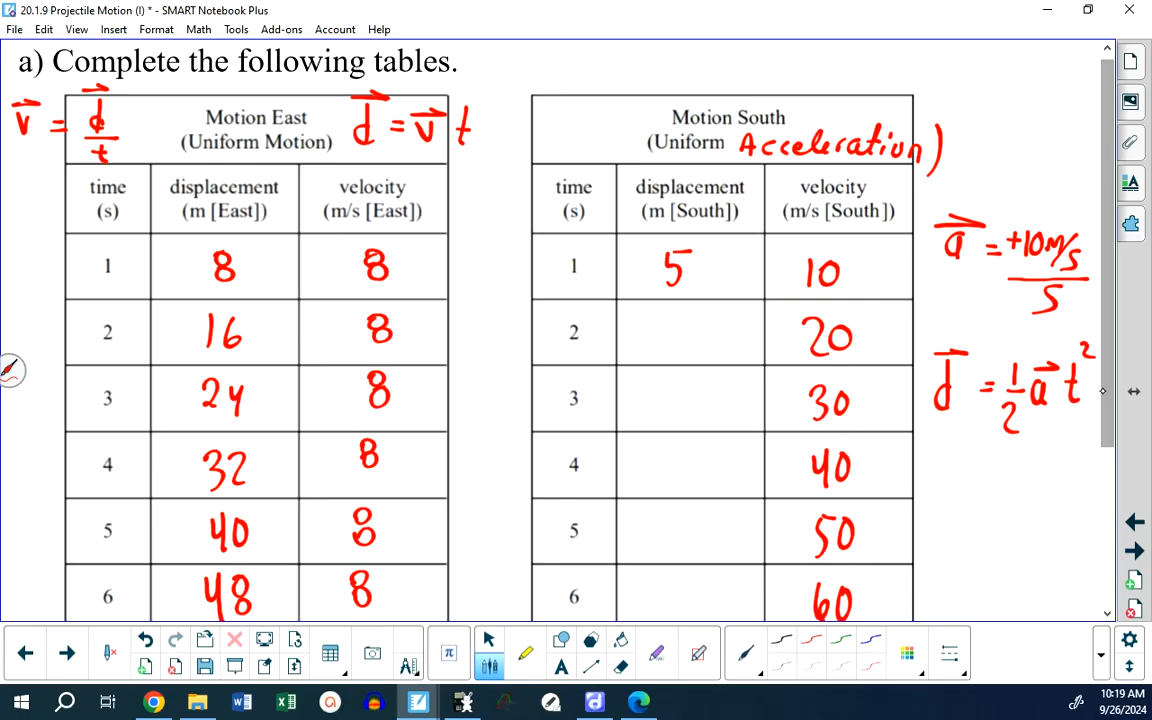 20.1.9 Projectile Motion (I) * - SMART Notebook Plus
File Edit View Insert Format Math Tools Add-ons Account Help
a) Complete the following tables.
v = d/t
Motion East
(Uniform Motion)
d = v t
time (s) displacement (m [East]) velocity (m/s [East])
1 8 8
2 16 8
3 24 8
4 32 8
5 40 8
6 48 8
Motion South
(Uniform Acceleration)
time (s) displacement (m [South]) velocity (m/s [South])
1 5 10
2 20
3 30
4 40
5 50
6 60
a = +10 m/s / s
d = 1/2 a t²
10:19 AM
9/26/2024